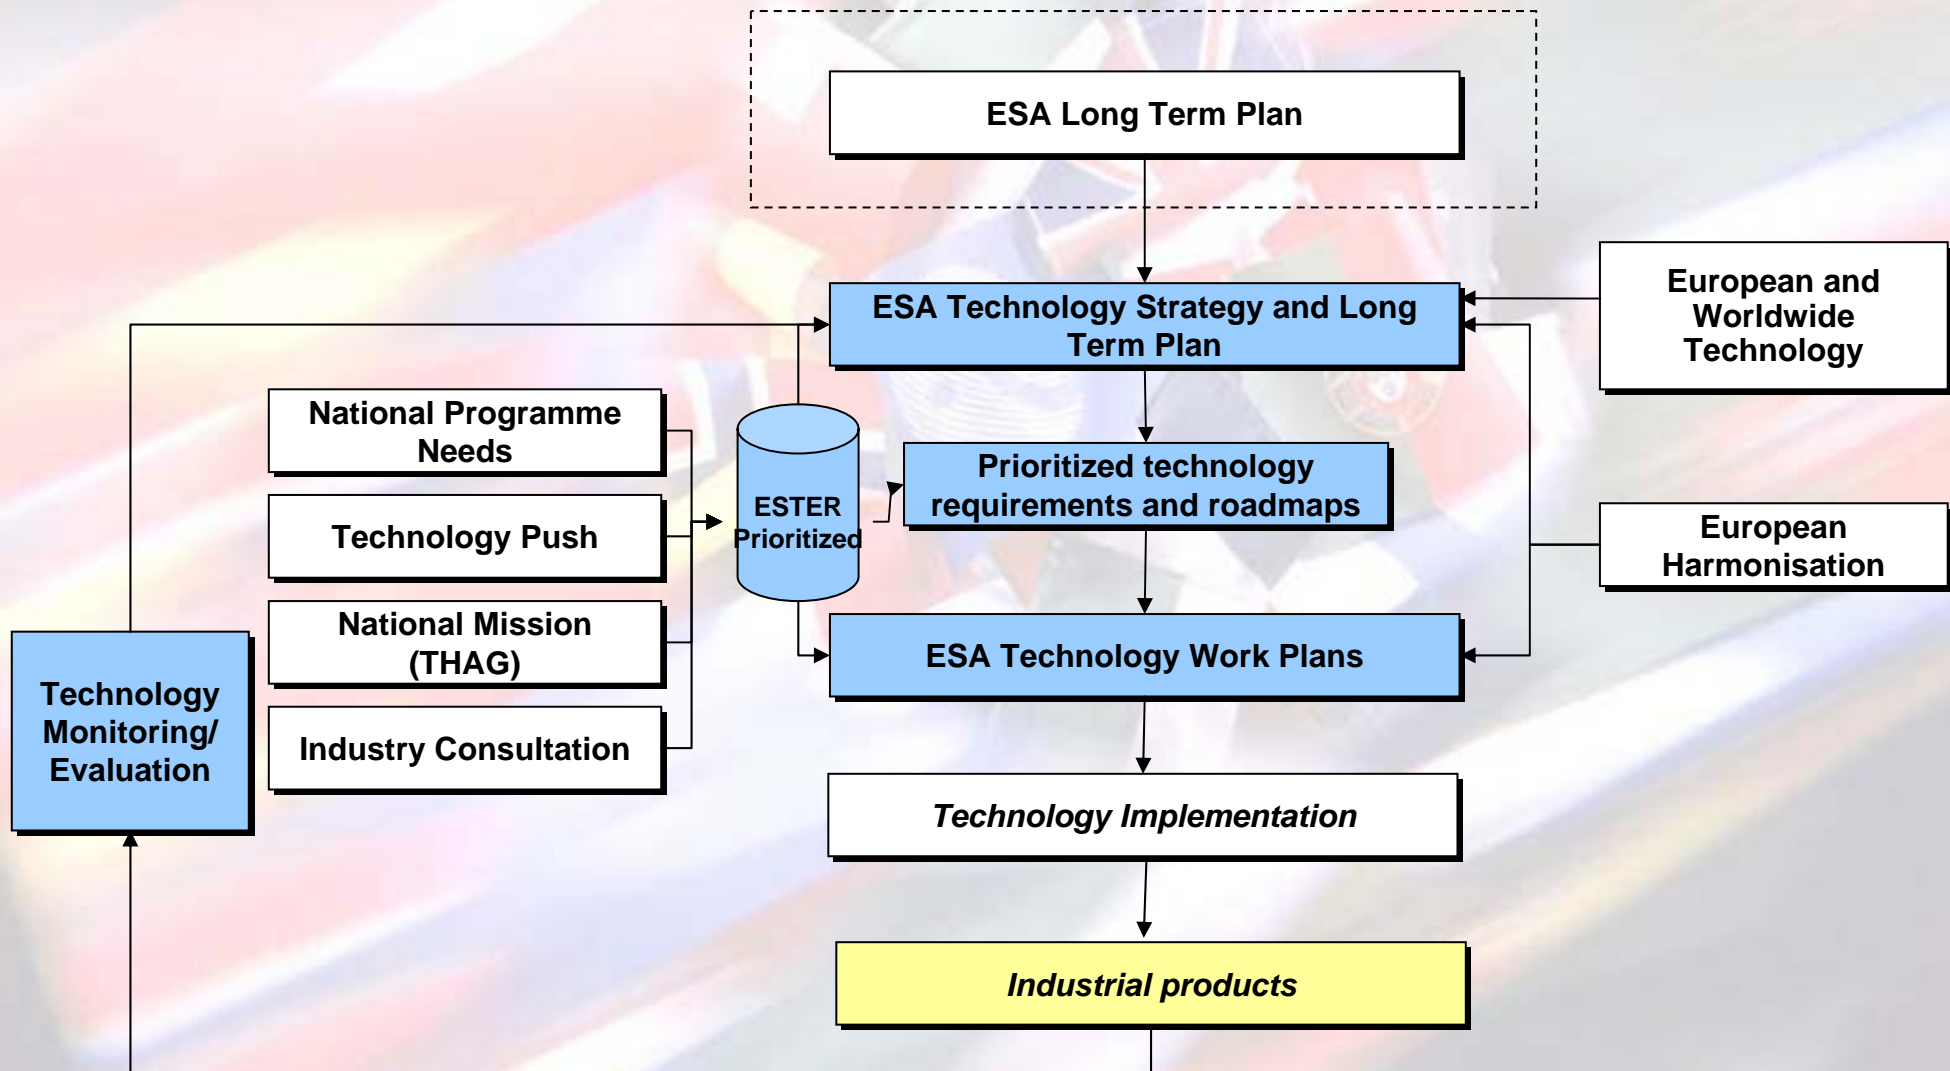 ESA Long Term Plan
ESA Technology Strategy and Long
Term Plan
European and
Worldwide
Technology
National Programme
Needs
Technology Push
National Mission
(THAG)
Industry Consultation
ESTER
Prioritized
Prioritized technology
requirements and roadmaps
European
Harmonisation
ESA Technology Work Plans
Technology
Monitoring/
Evaluation
Technology Implementation
Industrial products